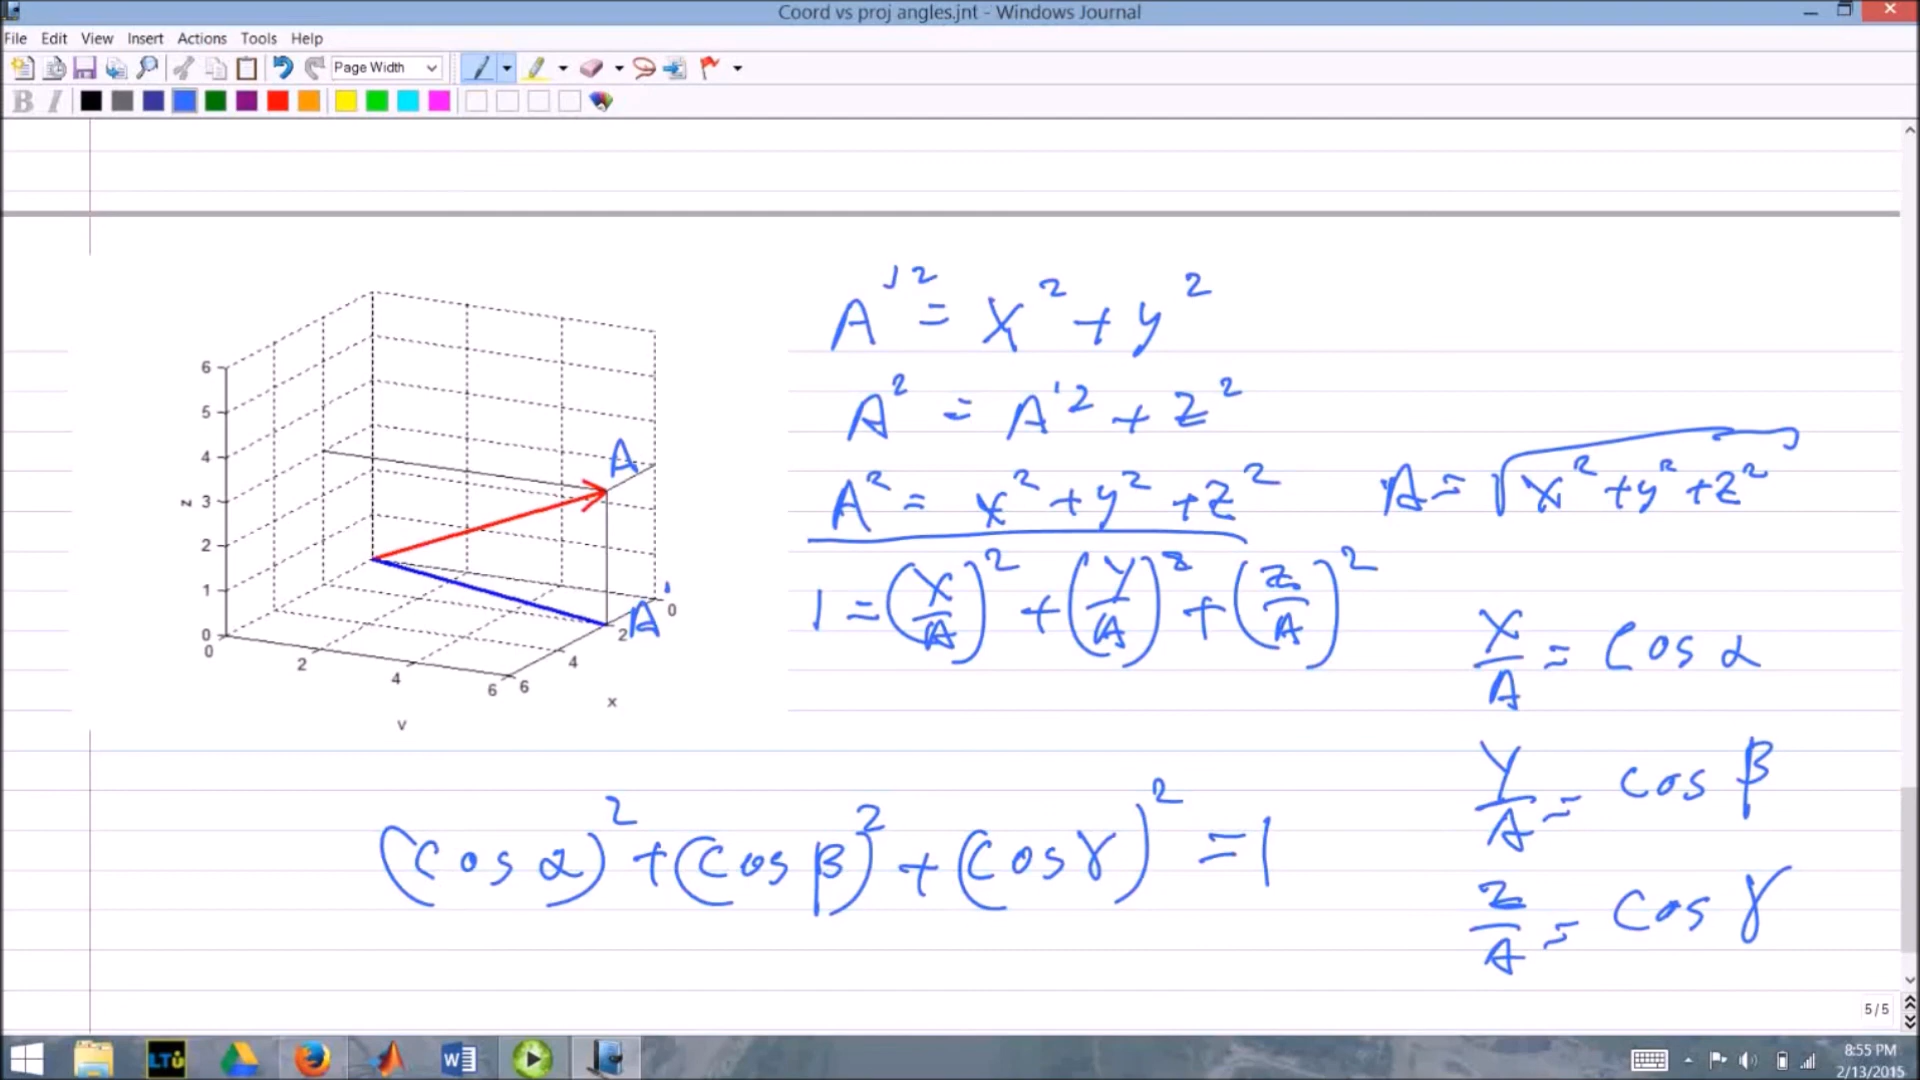 Coord vs proj angles.jnt - Windows Journal
File Edit View Insert Actions Tools Help
Page Width
B I
A'² = x² + y²
A² = A'² + z²
A² = x² + y² + z²
A = √(x² + y² + z²)
1 = (x/A)² + (y/A)² + (z/A)²
x/A = cos α
y/A = cos β
z/A = cos γ
(cos α)² + (cos β)² + (cos γ)² = 1
6
5
4
3
2
1
0
z
A
A'
0
2
4
6
0
2
4
6
x
y
5/5
LTU
W
8:55 PM
2/13/2015